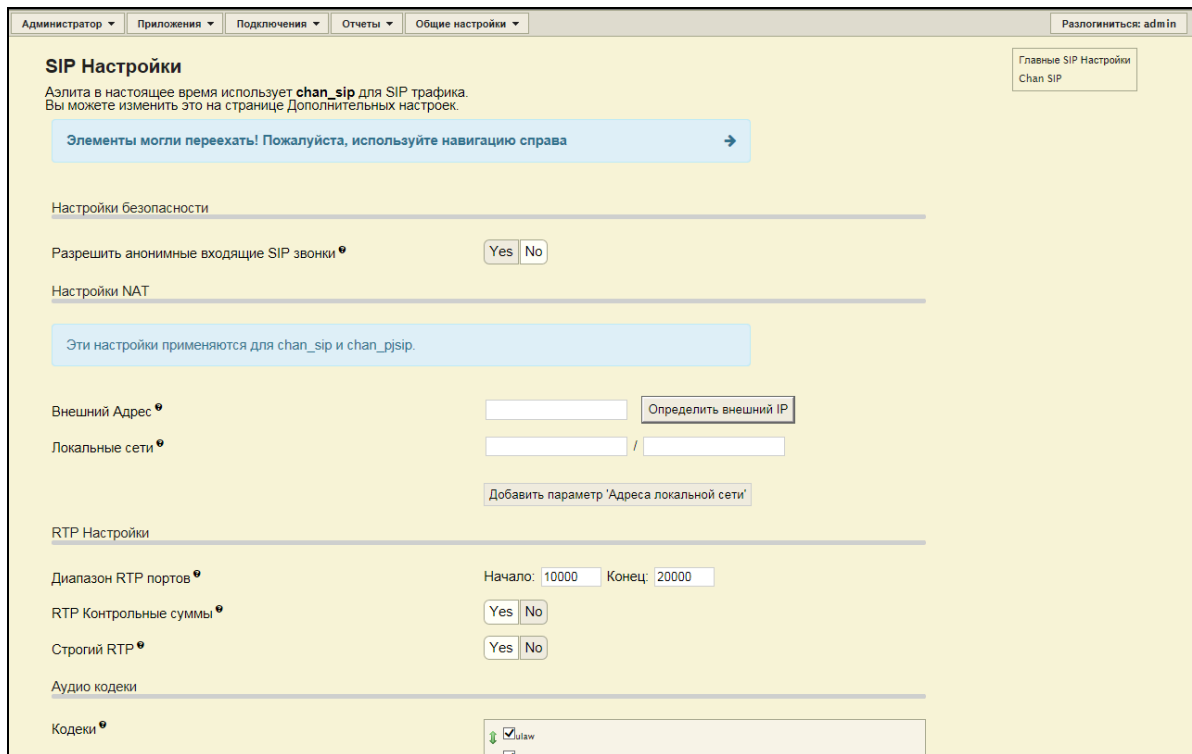 Администратор Приложения Подключения Отчеты Общие настройки Разлогиниться: admin
SIP Настройки
Главные SIP Настройки
Chan SIP
Аэлита в настоящее время использует chan_sip для SIP трафика.
Вы можете изменить это на странице Дополнительных настроек.
Элементы могли переехать! Пожалуйста, используйте навигацию справа
Настройки безопасности
Разрешить анонимные входящие SIP звонки Yes No
Настройки NAT
Эти настройки применяются для chan_sip и chan_pjsip.
Внешний Адрес Определить внешний IP
Локальные сети /
Добавить параметр 'Адреса локальной сети'
RTP Настройки
Диапазон RTP портов Начало: 10000 Конец: 20000
RTP Контрольные суммы Yes No
Строгий RTP Yes No
Аудио кодеки
Кодеки ulaw